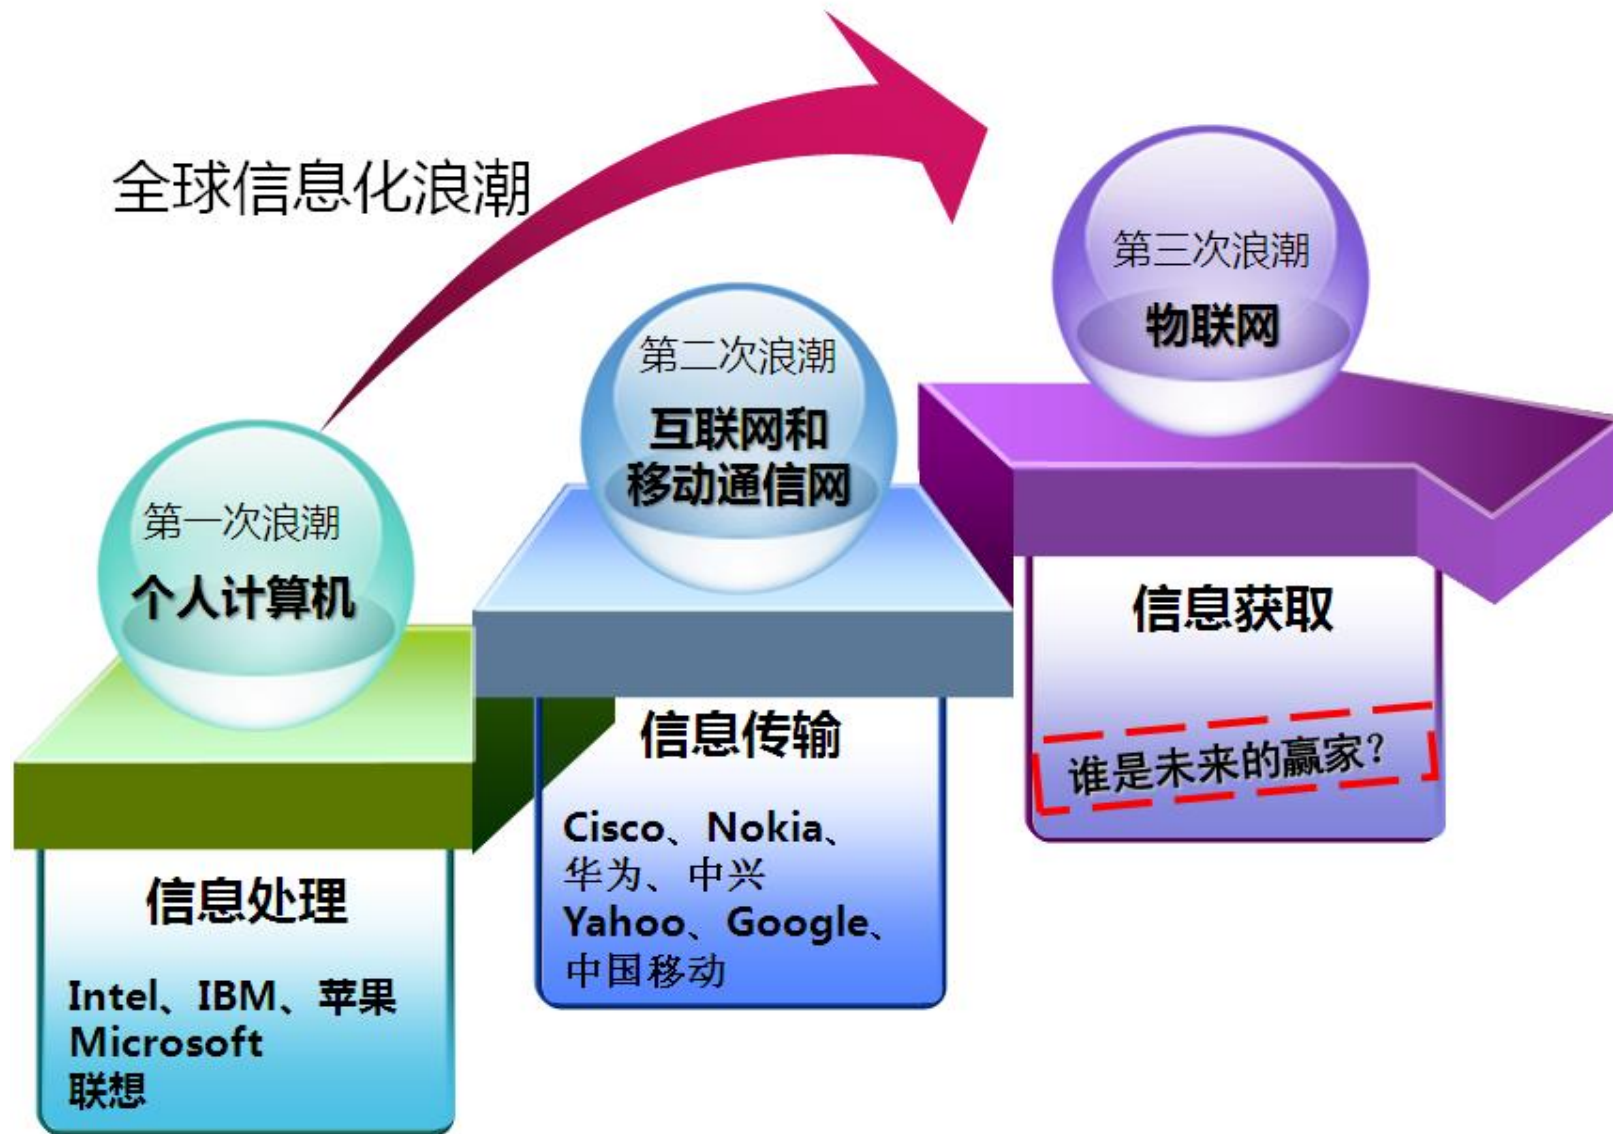 全球信息化浪潮
第一次浪潮
个人计算机
信息处理
Intel、IBM、苹果
Microsoft
联想
第二次浪潮
互联网和
移动通信网
信息传输
Cisco、Nokia、
华为、中兴
Yahoo、Google、
中国移动
第三次浪潮
物联网
信息获取
谁是未来的赢家？